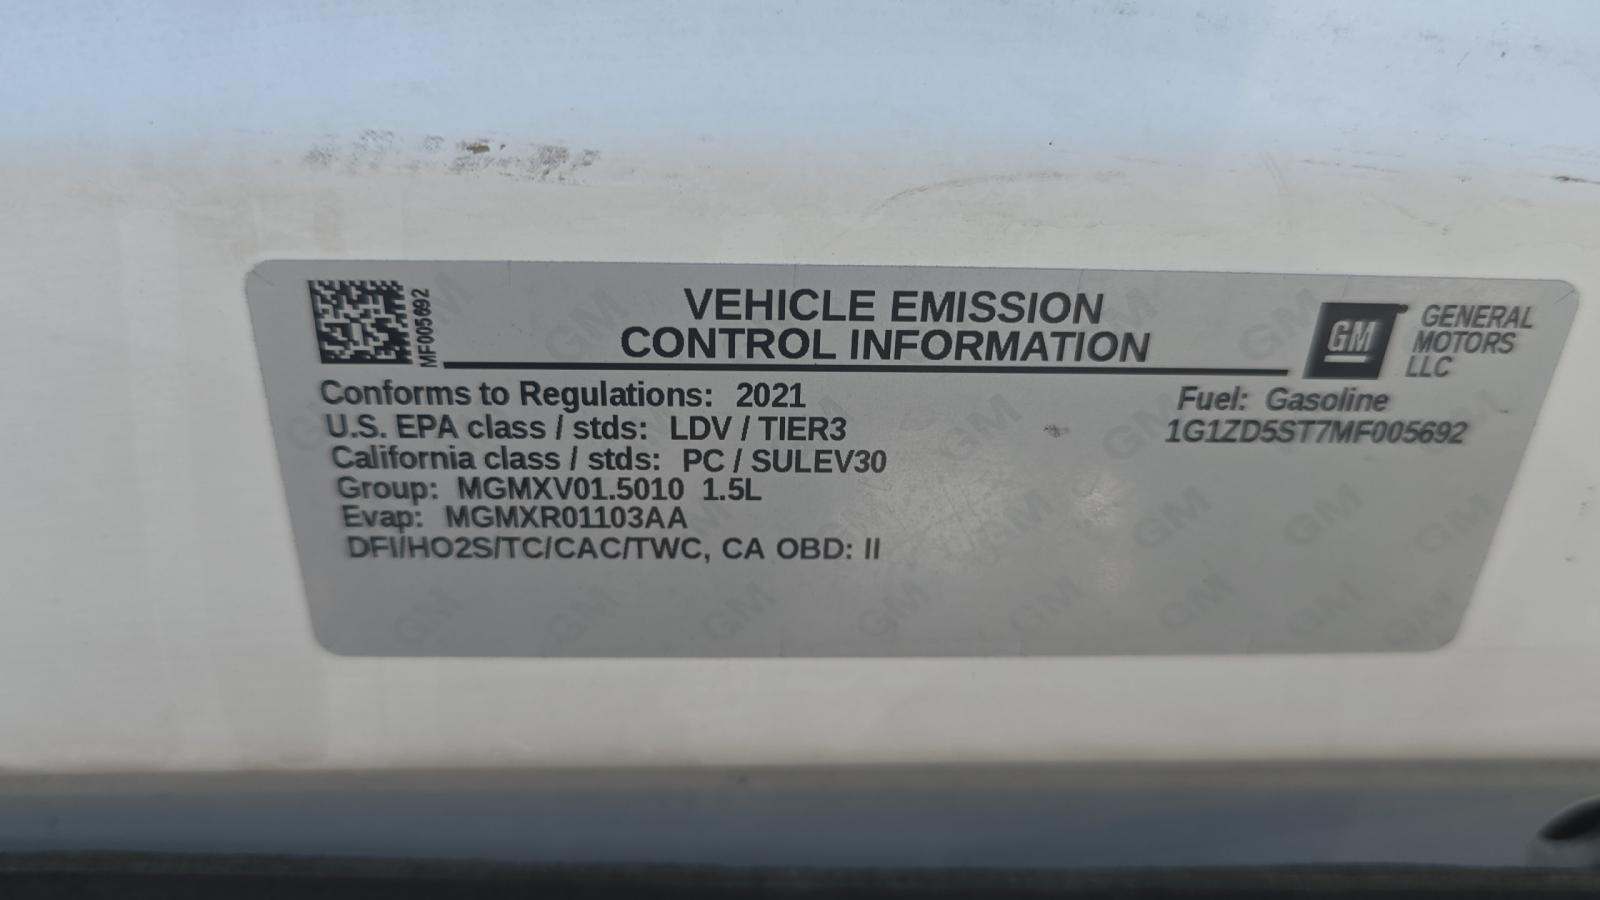 MF005692
VEHICLE EMISSION
CONTROL INFORMATION
GM
GENERAL
MOTORS
LLC
Conforms to Regulations: 2021
U.S. EPA class / stds: LDV / TIER3
California class / stds: PC / SULEV30
Group: MGMXV01.5010 1.5L
Evap: MGMXR01103AA
DFI/HO2S/TC/CAC/TWC, CA OBD: II
Fuel: Gasoline
1G1ZD5ST7MF005692